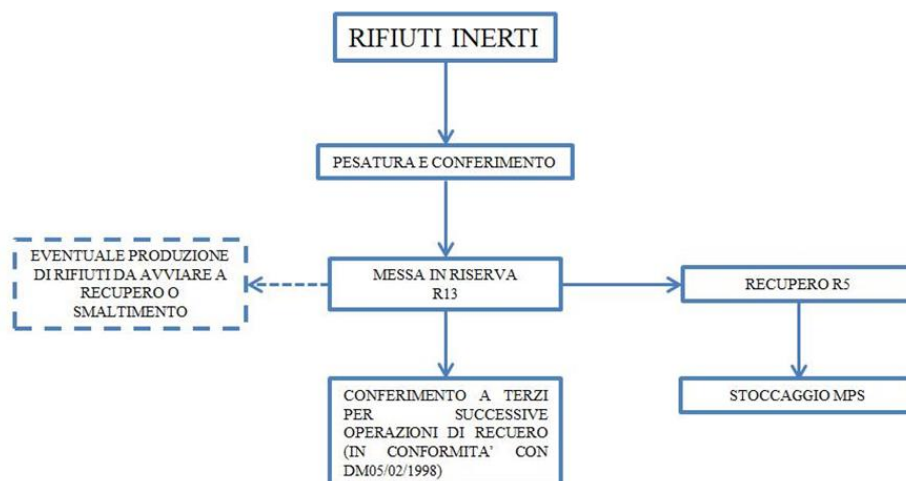 RIFIUTI INERTI
PESATURA E CONFERIMENTO
EVENTUALE PRODUZIONE
DI RIFIUTI DA AVVIARE A
RECUPERO O
SMALTIMENTO
MESSA IN RISERVA
R13
RECUPERO R5
CONFERIMENTO A TERZI
PER SUCCESSIVE
OPERAZIONI DI RECUERO
(IN CONFORMITA' CON
DM05/02/1998)
STOCCAGGIO MPS